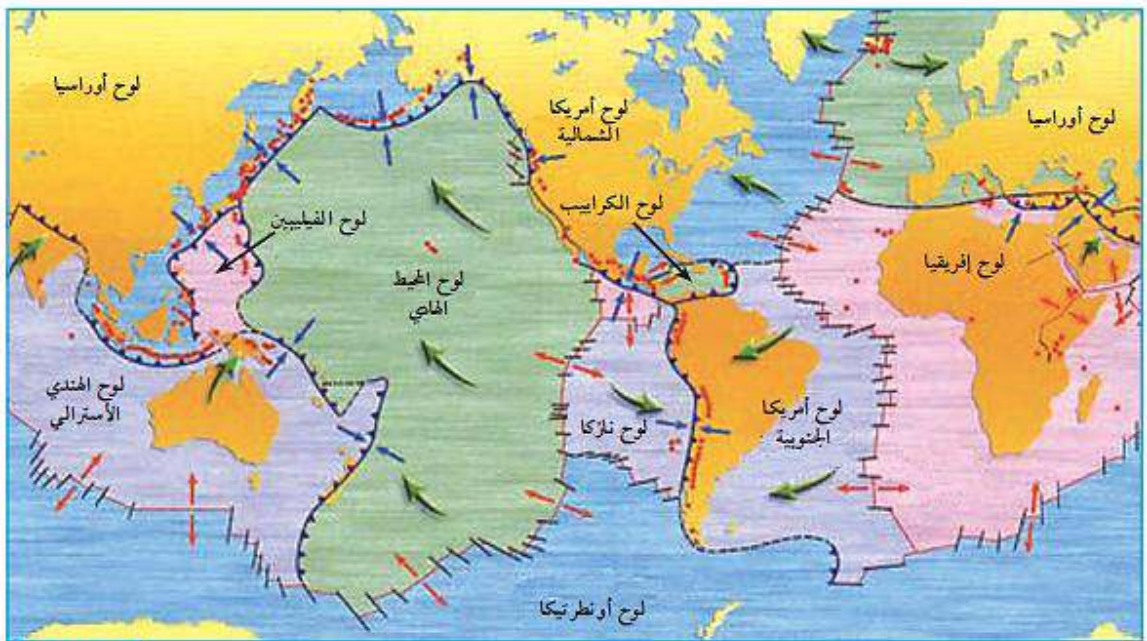 لوح أوراسيا
لوح أمريكا
الشمالية
لوح أوراسيا
لوح الكراييب
لوح الفيليبين
لوح إفريقيا
لوح المحيط
الهادي
لوح الهندي
الأسترالي
لوح نازكا
لوح أمريكا
الجنوبية
لوح أونطرتيكا